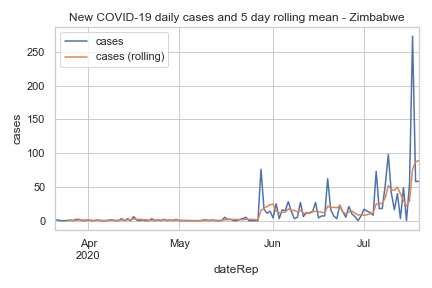 New COVID-19 daily cases and 5 day rolling mean - Zimbabwe
cases
cases (rolling)
250
200
150
100
50
0
cases
Apr
2020
May
Jun
Jul
dateRep